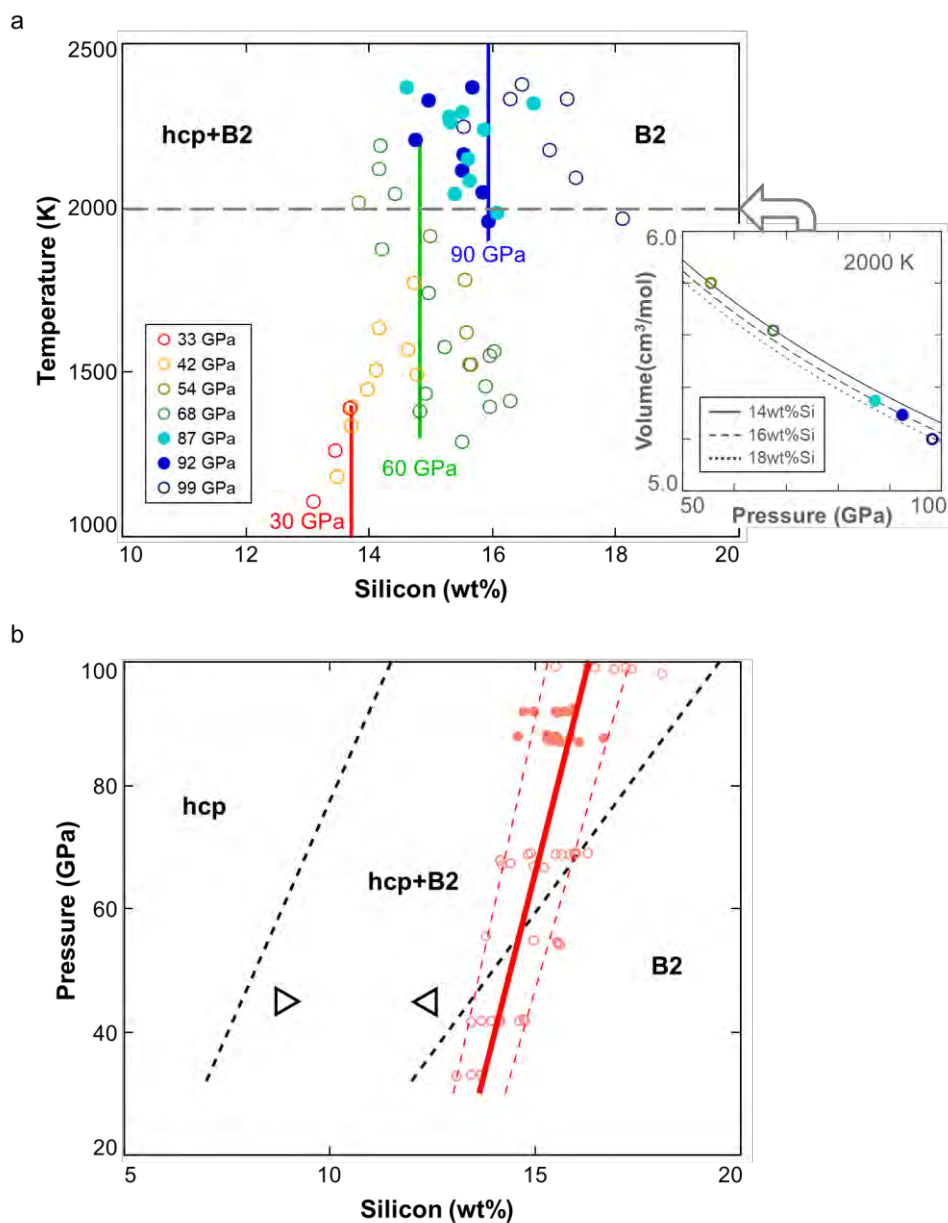 a
2500
2000
1500
1000
Temperature (K)
hcp+B2
B2
90 GPa
60 GPa
30 GPa
33 GPa
42 GPa
54 GPa
68 GPa
87 GPa
92 GPa
99 GPa
10 12 14 16 18 20
Silicon (wt%)
6.0
5.0
Volume(cm³/mol)
2000 K
14wt%Si
16wt%Si
18wt%Si
50 100
Pressure (GPa)
b
100
80
60
40
20
Pressure (GPa)
hcp
hcp+B2
B2
5 10 15 20
Silicon (wt%)